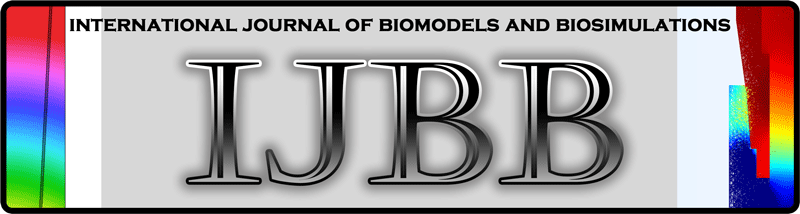 INTERNATIONAL JOURNAL OF BIOMODELS AND BIOSIMULATIONS
IJBB